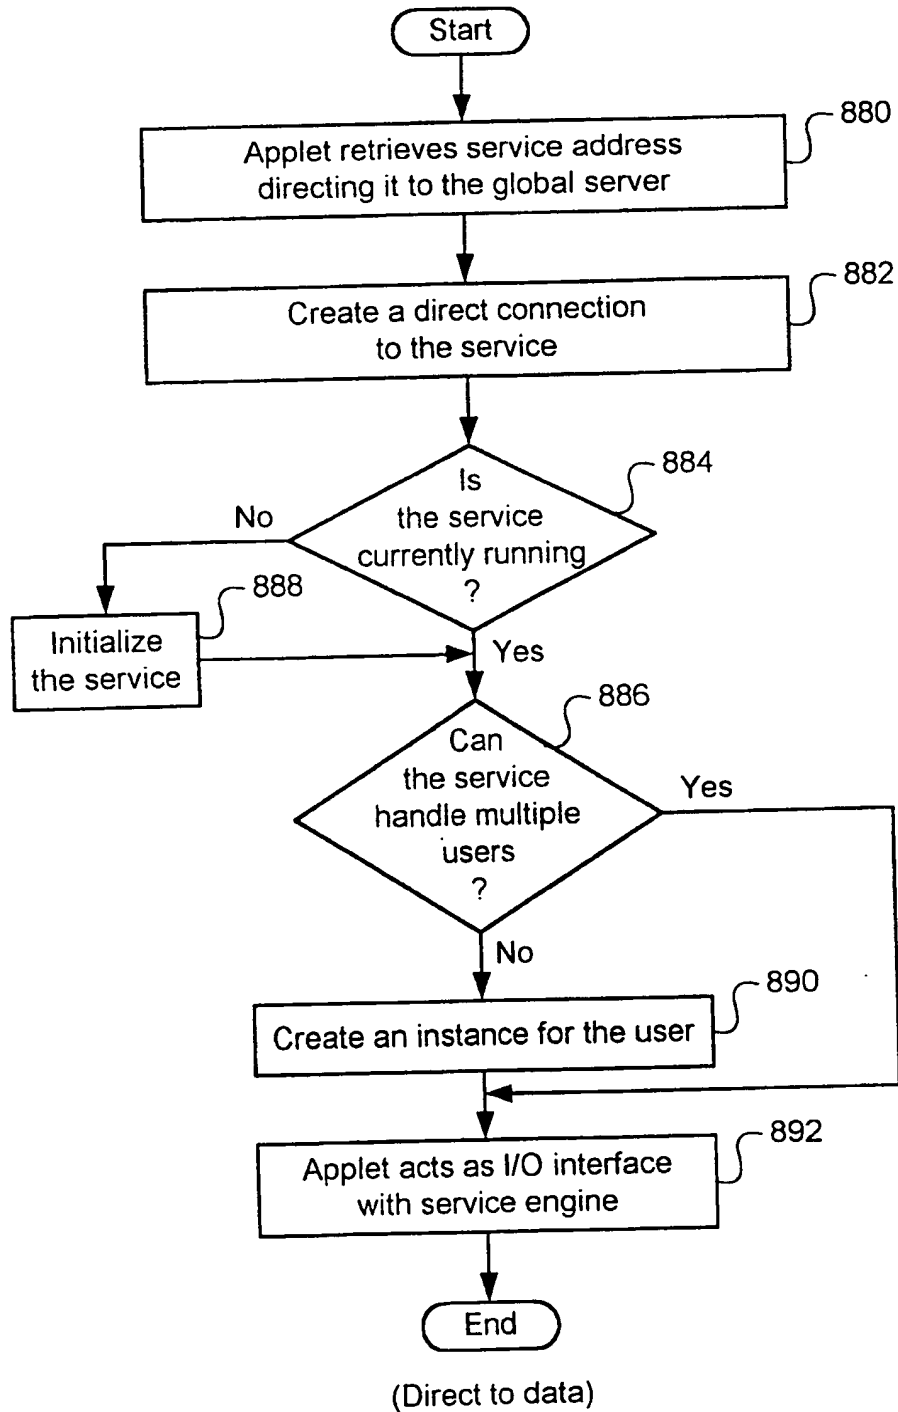 Start
Applet retrieves service address
directing it to the global server
880
Create a direct connection
to the service
882
Is
the service
currently running
?
884
No
Yes
Initialize
the service
888
Can
the service
handle multiple
users
?
886
Yes
No
Create an instance for the user
890
Applet acts as I/O interface
with service engine
892
End
(Direct to data)